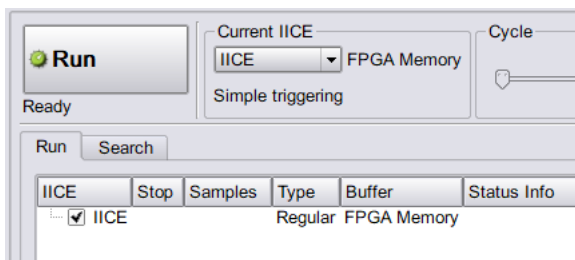 Run
Ready
Current IICE
IICE FPGA Memory
Simple triggering
Cycle
Run Search
IICE Stop Samples Type Buffer Status Info
IICE Regular FPGA Memory